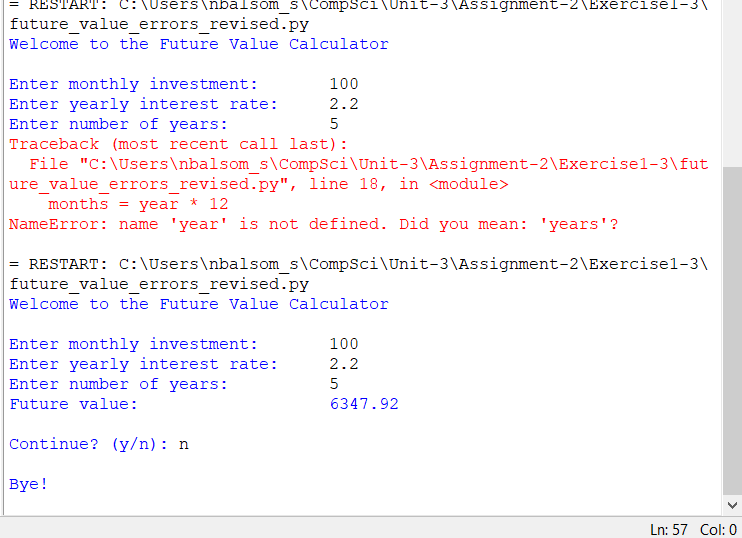 = RESTART: C:\Users\nbalsom_s\CompSci\Unit-3\Assignment-2\Exercise1-3\
future_value_errors_revised.py
Welcome to the Future Value Calculator
Enter monthly investment: 100
Enter yearly interest rate: 2.2
Enter number of years: 5
Traceback (most recent call last):
File "C:\Users\nbalsom_s\CompSci\Unit-3\Assignment-2\Exercise1-3\fut
ure_value_errors_revised.py", line 18, in <module>
months = year * 12
NameError: name 'year' is not defined. Did you mean: 'years'?
= RESTART: C:\Users\nbalsom_s\CompSci\Unit-3\Assignment-2\Exercise1-3\
future_value_errors_revised.py
Welcome to the Future Value Calculator
Enter monthly investment: 100
Enter yearly interest rate: 2.2
Enter number of years: 5
Future value: 6347.92
Continue? (y/n): n
Bye!
Ln: 57 Col: 0